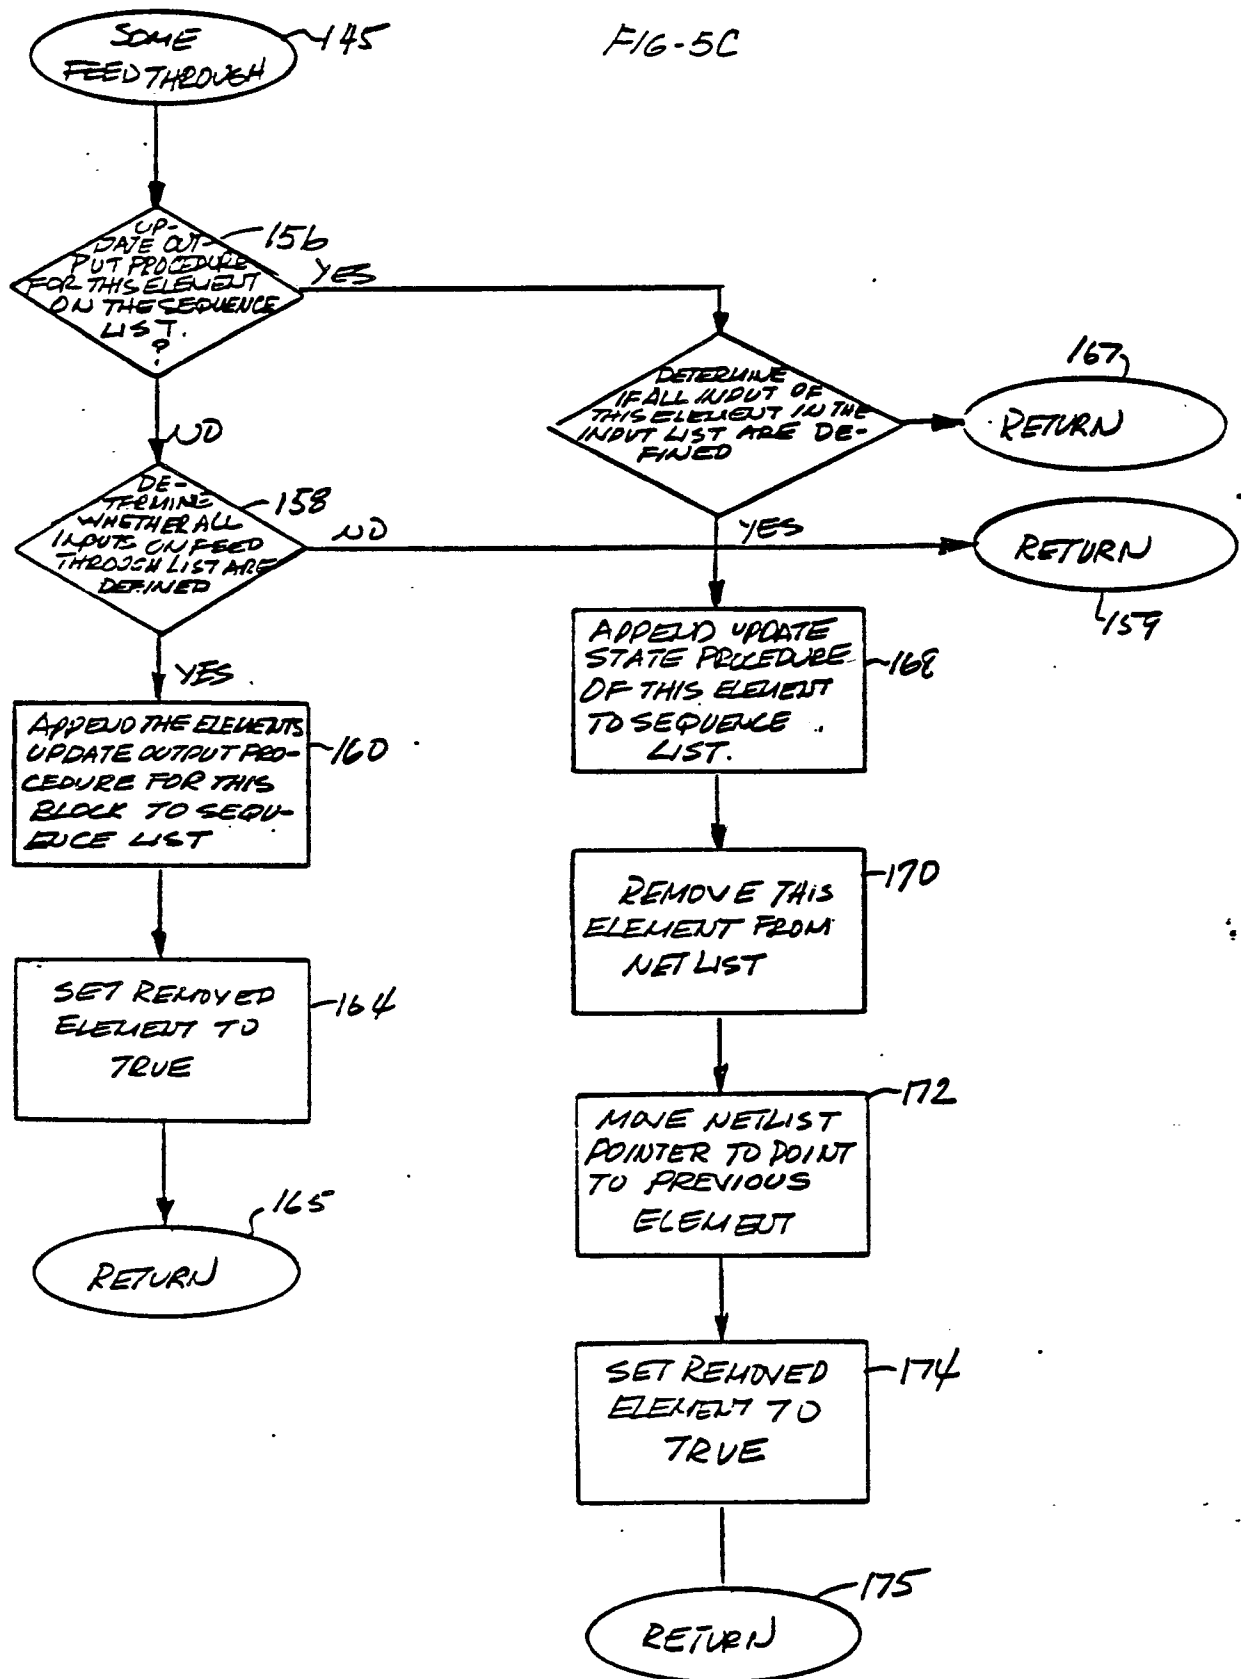 SOME
FEEDTHROUGH
145
FIG-5C
UP-
DATE OUT-
PUT PROCEDURE
FOR THIS ELEMENT
ON THE SEQUENCE
LIST.
?
156
YES
NO
DETERMINE
IF ALL INPUT OF
THIS ELEMENT IN THE
INPUT LIST ARE DE-
FINED
167
RETURN
DE-
TERMINE
WHETHER ALL
INPUTS ON FEED
THROUGH LIST ARE
DEFINED
158
NO
YES
RETURN
159
YES
APPEND THE ELEMENTS
UPDATE OUTPUT PRO-
CEDURE FOR THIS
BLOCK TO SEQU-
ENCE LIST
160
APPEND UPDATE
STATE PROCEDURE
OF THIS ELEMENT
TO SEQUENCE
LIST.
168
REMOVE THIS
ELEMENT FROM
NETLIST
170
SET REMOVED
ELEMENT TO
TRUE
164
MOVE NETLIST
POINTER TO POINT
TO PREVIOUS
ELEMENT
172
RETURN
165
SET REMOVED
ELEMENT TO
TRUE
174
RETURN
175